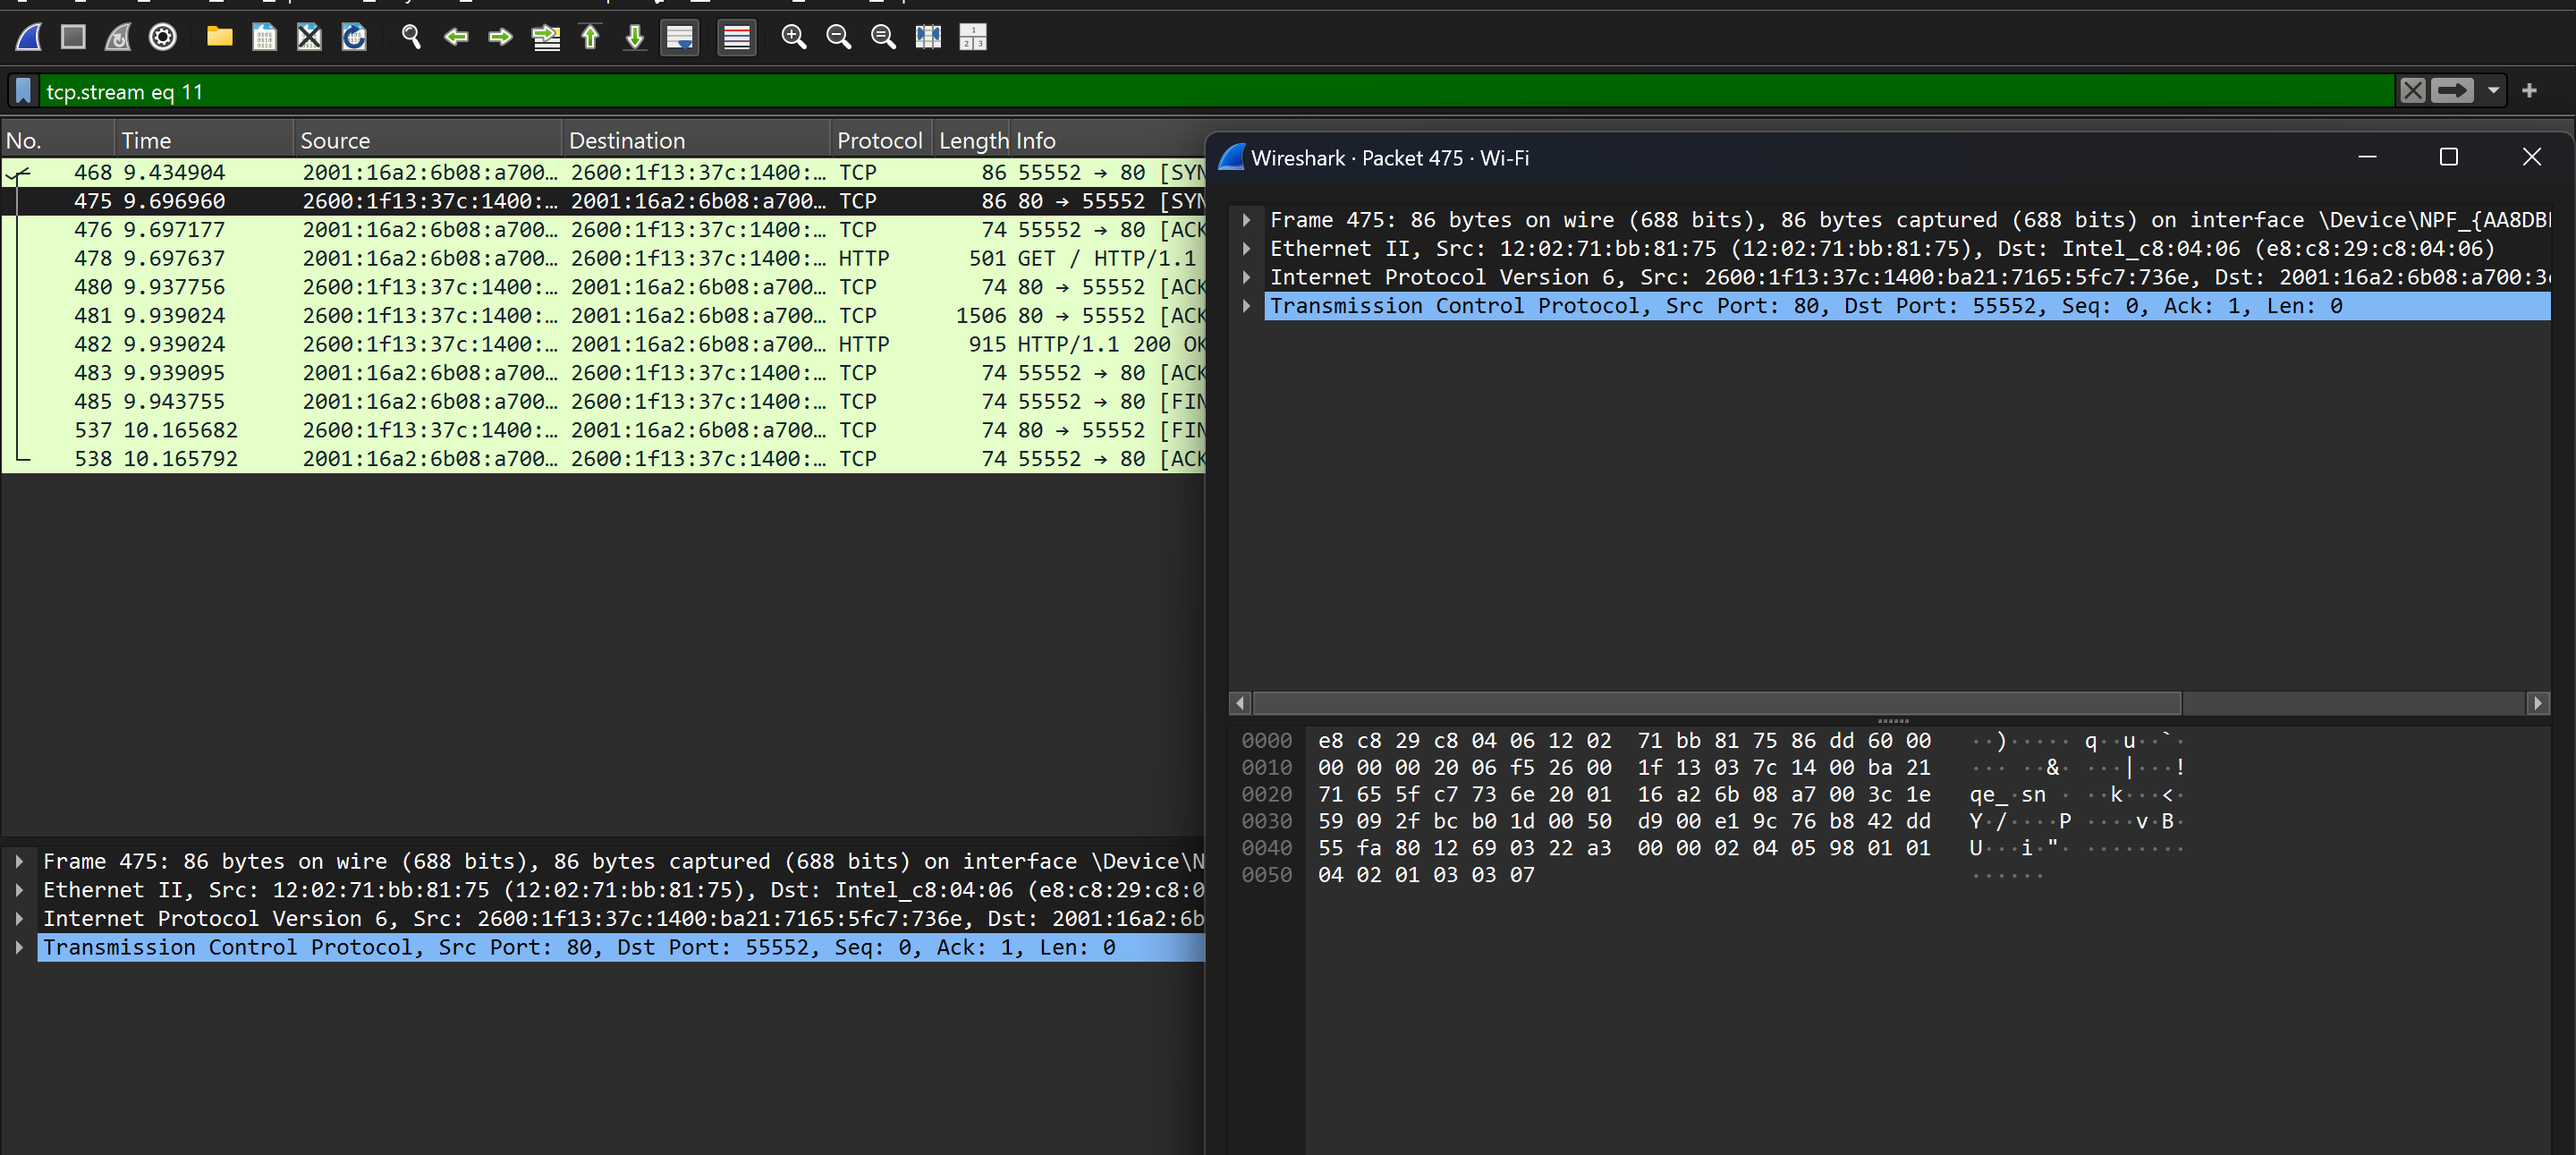 tcp.stream eq 11
No. Time Source Destination Protocol Length Info
468 9.434904 2001:16a2:6b08:a700:… 2600:1f13:37c:1400:… TCP 86 55552 → 80 [SYN
475 9.696960 2600:1f13:37c:1400:… 2001:16a2:6b08:a700… TCP 86 80 → 55552 [SYN
476 9.697177 2001:16a2:6b08:a700… 2600:1f13:37c:1400:… TCP 74 55552 → 80 [ACK
478 9.697637 2001:16a2:6b08:a700… 2600:1f13:37c:1400:… HTTP 501 GET / HTTP/1.1
480 9.937756 2600:1f13:37c:1400:… 2001:16a2:6b08:a700… TCP 74 80 → 55552 [ACK
481 9.939024 2600:1f13:37c:1400:… 2001:16a2:6b08:a700… TCP 1506 80 → 55552 [ACK
482 9.939024 2600:1f13:37c:1400:… 2001:16a2:6b08:a700… HTTP 915 HTTP/1.1 200 OK
483 9.939095 2001:16a2:6b08:a700… 2600:1f13:37c:1400:… TCP 74 55552 → 80 [ACK
485 9.943755 2001:16a2:6b08:a700… 2600:1f13:37c:1400:… TCP 74 55552 → 80 [FIN
537 10.165682 2600:1f13:37c:1400:… 2001:16a2:6b08:a700… TCP 74 80 → 55552 [FIN
538 10.165792 2001:16a2:6b08:a700… 2600:1f13:37c:1400:… TCP 74 55552 → 80 [ACK
Frame 475: 86 bytes on wire (688 bits), 86 bytes captured (688 bits) on interface \Device\N
Ethernet II, Src: 12:02:71:bb:81:75 (12:02:71:bb:81:75), Dst: Intel_c8:04:06 (e8:c8:29:c8:0
Internet Protocol Version 6, Src: 2600:1f13:37c:1400:ba21:7165:5fc7:736e, Dst: 2001:16a2:6b
Transmission Control Protocol, Src Port: 80, Dst Port: 55552, Seq: 0, Ack: 1, Len: 0
Wireshark · Packet 475 · Wi-Fi
Frame 475: 86 bytes on wire (688 bits), 86 bytes captured (688 bits) on interface \Device\NPF_{AA8DB
Ethernet II, Src: 12:02:71:bb:81:75 (12:02:71:bb:81:75), Dst: Intel_c8:04:06 (e8:c8:29:c8:04:06)
Internet Protocol Version 6, Src: 2600:1f13:37c:1400:ba21:7165:5fc7:736e, Dst: 2001:16a2:6b08:a700:3
Transmission Control Protocol, Src Port: 80, Dst Port: 55552, Seq: 0, Ack: 1, Len: 0
0000 e8 c8 29 c8 04 06 12 02 71 bb 81 75 86 dd 60 00 ··)····· q··u··`·
0010 00 00 00 20 06 f5 26 00 1f 13 03 7c 14 00 ba 21 ··· ··&· ···|···!
0020 71 65 5f c7 73 6e 20 01 16 a2 6b 08 a7 00 3c 1e qe_·sn · ··k···<·
0030 59 09 2f bc b0 1d 00 50 d9 00 e1 9c 76 b8 42 dd Y·/····P ····v·B·
0040 55 fa 80 12 69 03 22 a3 00 00 02 04 05 98 01 01 U···i·"· ········
0050 04 02 01 03 03 07 ······